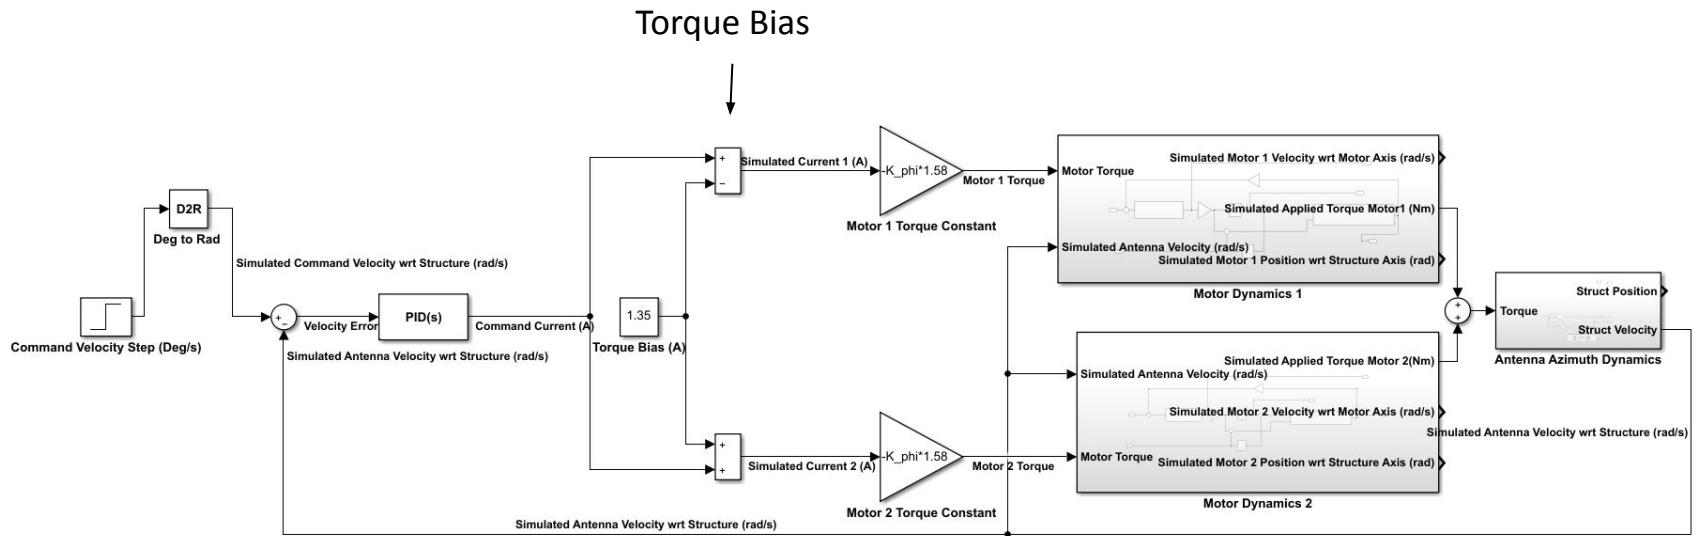 Torque Bias
+
−
Simulated Current 1 (A)
-K_phi*1.58
Motor 1 Torque
Motor 1 Torque Constant
Motor Torque
Simulated Motor 1 Velocity wrt Motor Axis (rad/s)
Simulated Applied Torque Motor1 (Nm)
Simulated Antenna Velocity (rad/s)
Simulated Motor 1 Position wrt Structure Axis (rad)
Motor Dynamics 1
D2R
Deg to Rad
Simulated Command Velocity wrt Structure (rad/s)
Command Velocity Step (Deg/s)
+
−
Velocity Error
PID(s)
Command Current (A)
Simulated Antenna Velocity wrt Structure (rad/s)
1.35
Torque Bias (A)
+
+
Torque
Struct Position
Struct Velocity
Antenna Azimuth Dynamics
+
+
Simulated Current 2 (A)
-K_phi*1.58
Motor 2 Torque
Motor 2 Torque Constant
Simulated Applied Torque Motor 2(Nm)
Simulated Antenna Velocity (rad/s)
Simulated Motor 2 Velocity wrt Motor Axis (rad/s)
Motor Torque
Simulated Motor 2 Position wrt Structure Axis (rad)
Motor Dynamics 2
Simulated Antenna Velocity wrt Structure (rad/s)
Simulated Antenna Velocity wrt Structure (rad/s)